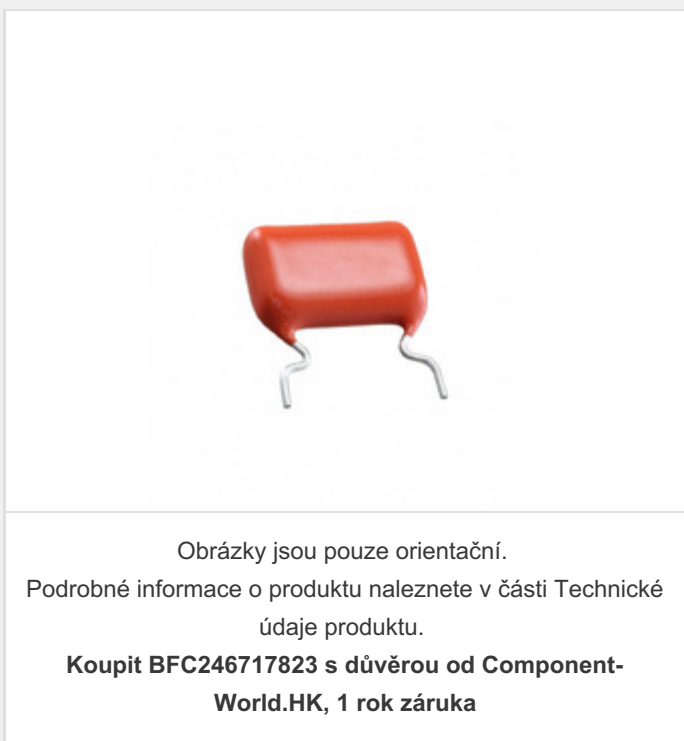 Obrázky jsou pouze orientační.
Podrobné informace o produktu naleznete v části Technické
údaje produktu.
Koupit BFC246717823 s důvěrou od Component-
World.HK, 1 rok záruka